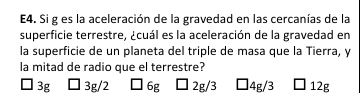 E4. Si g es la aceleración de la gravedad en las cercanías de la
superficie terrestre, ¿cuál es la aceleración de la gravedad en
la superficie de un planeta del triple de masa que la Tierra, y
la mitad de radio que el terrestre?
☐ 3g ☐ 3g/2 ☐ 6g ☐ 2g/3 ☐4g/3 ☐ 12g